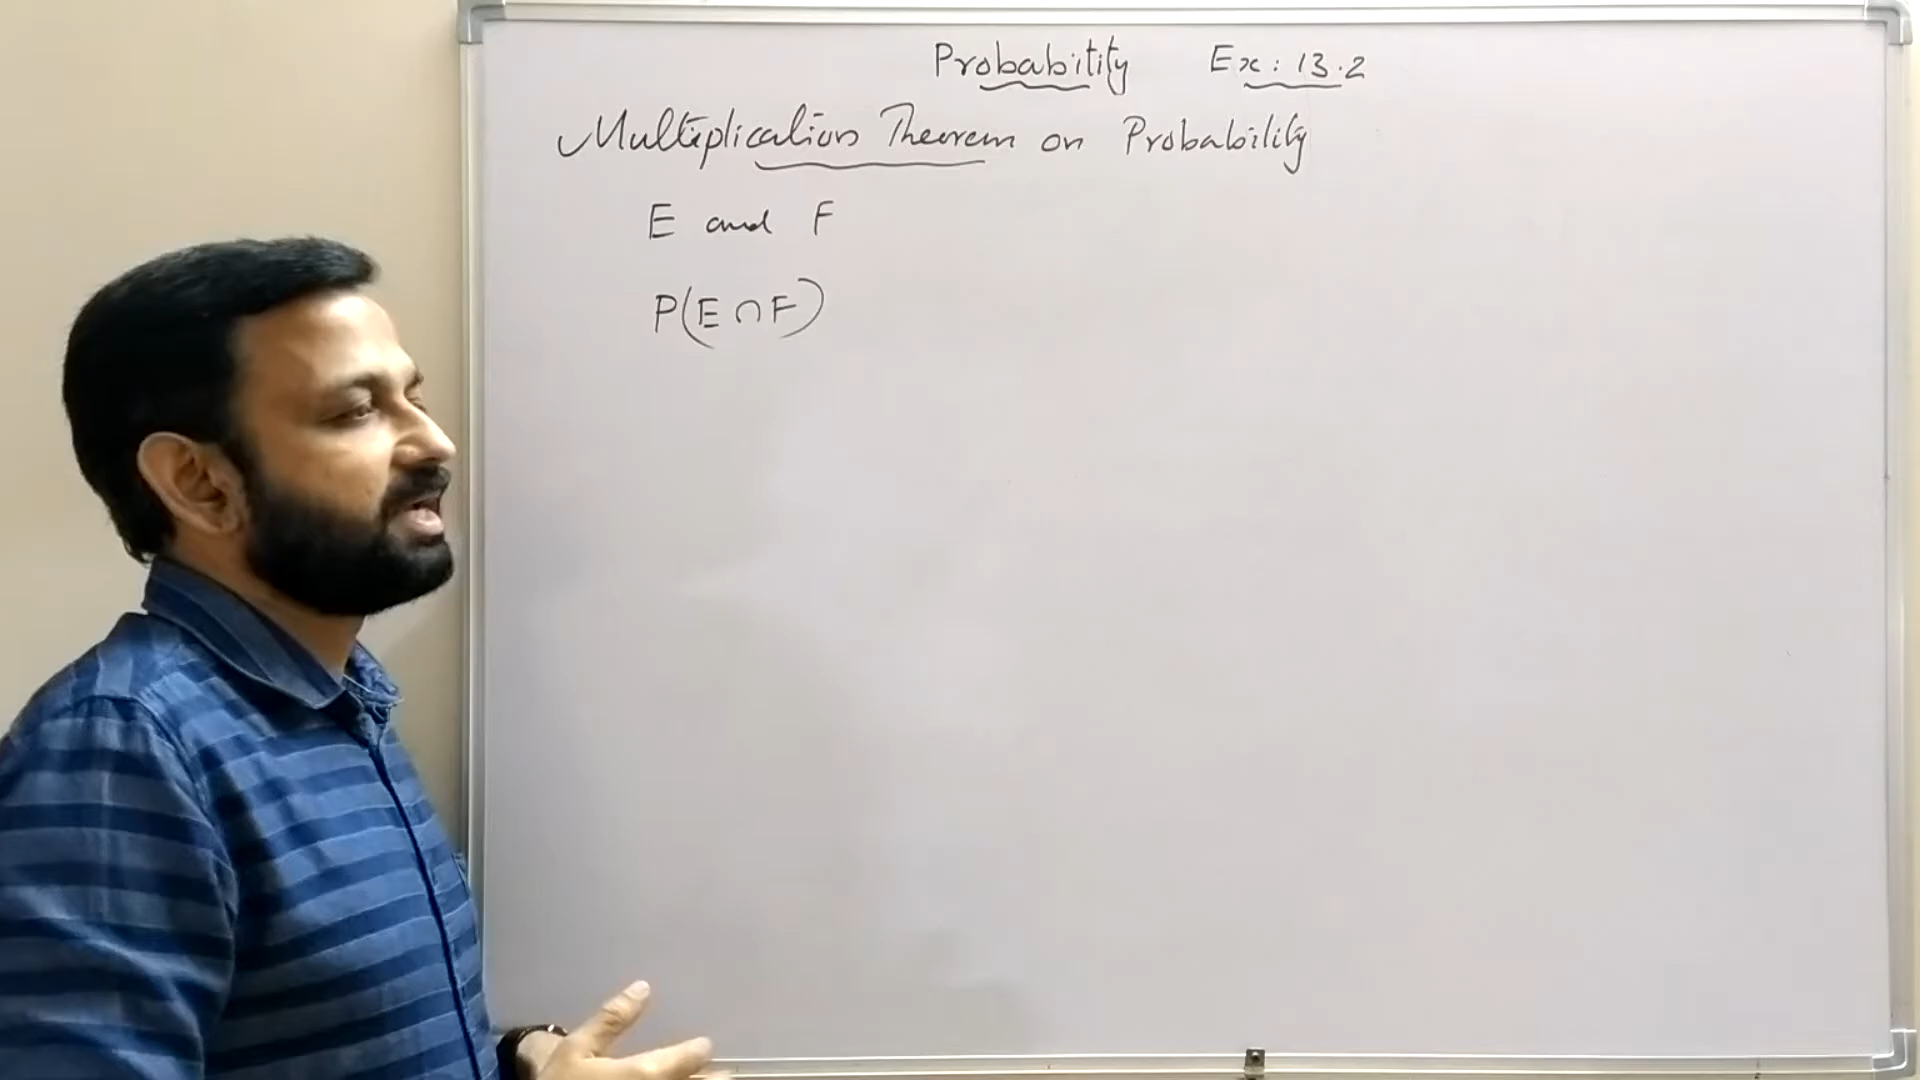 Probability Ex: 13.2
Multiplication Theorem on Probability
E and F
P(E ∩ F)